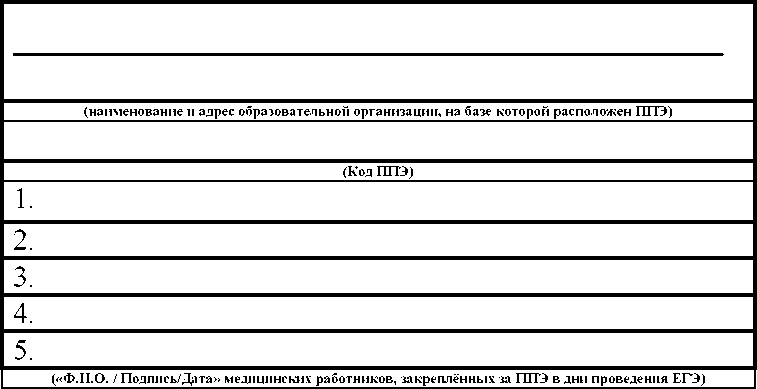 (наименование и адрес образовательной организации, на базе которой расположен ППЭ)
(Код ППЭ)
1.
2.
3.
4.
5.
(«Ф.И.О. / Подпись/Дата» медицинских работников, закреплённых за ППЭ в дни проведения ЕГЭ)